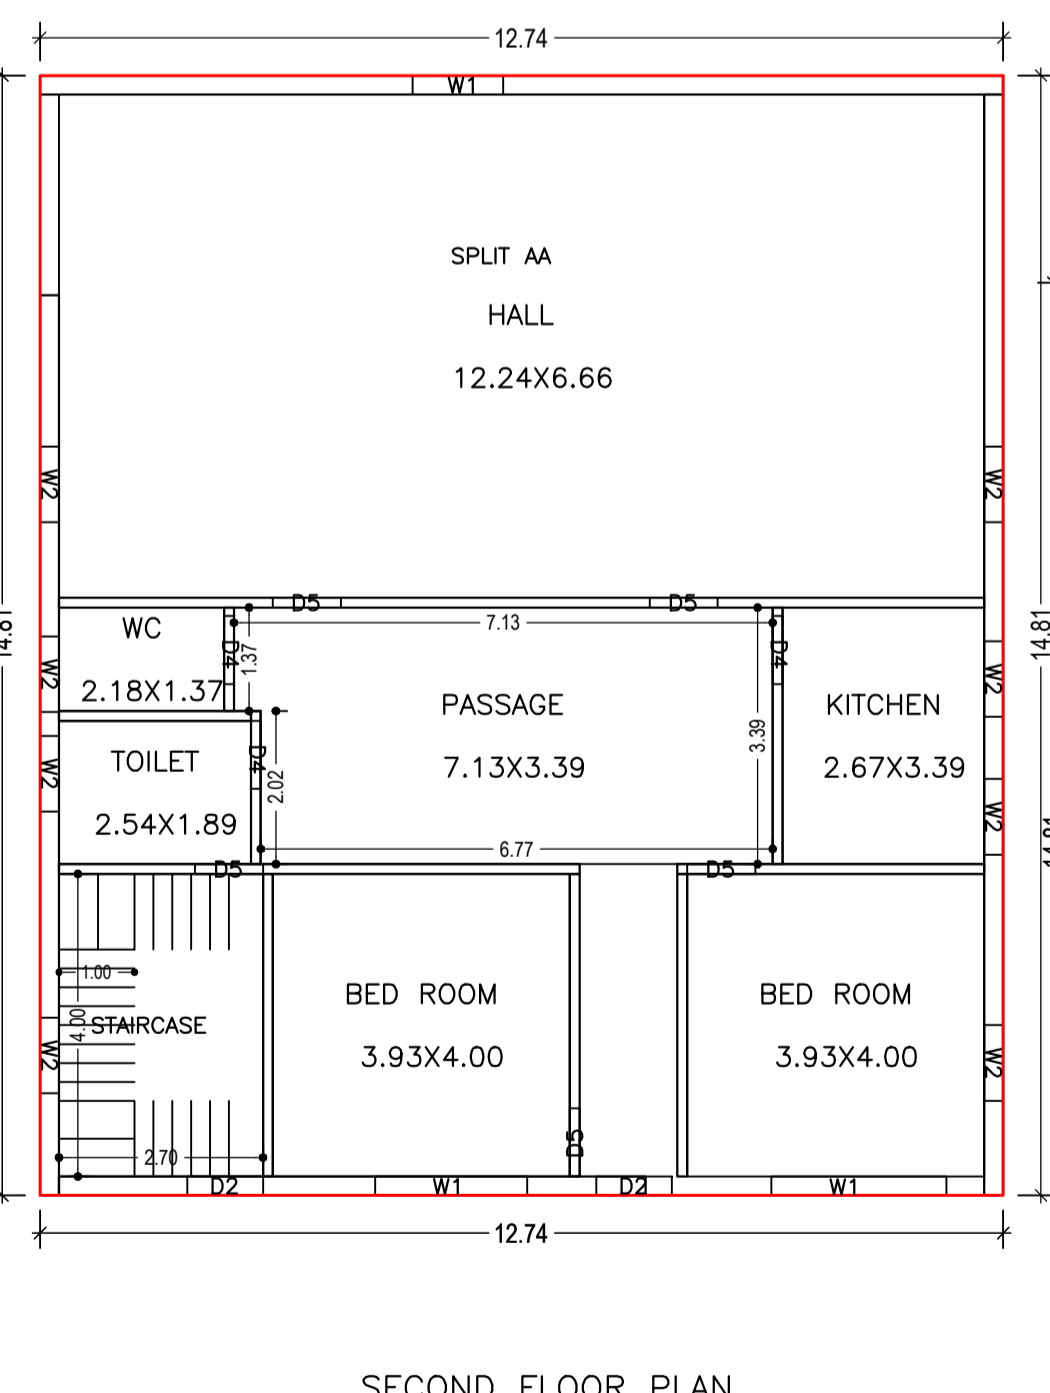 12.74
W1
SPLIT AA
HALL
12.24X6.66
W2
W2
D5
D5
7.13
WC
D4
1.37
D4
W2
2.18X1.37
W2
PASSAGE
KITCHEN
3.39
14.81
14.81
TOILET
D4
2.02
7.13X3.39
2.67X3.39
W2
2.54X1.89
W2
14.81
6.77
D5
D5
1.00
BED ROOM
BED ROOM
4.00
STAIRCASE
W2
3.93X4.00
3.93X4.00
W2
D5
2.70
D2
W1
D2
W1
12.74
SECOND FLOOR PLAN